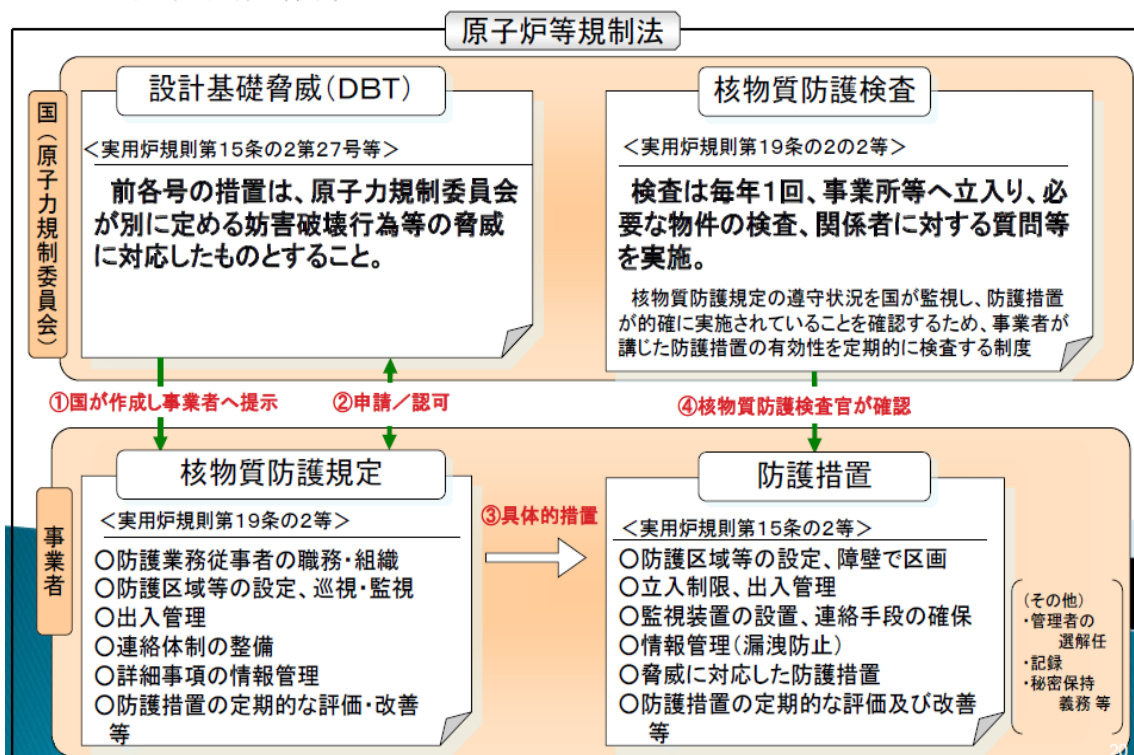 原子炉等規制法
国(原子力規制委員会)
設計基礎脅威(DBT)
<実用炉規則第15条の2第27号等>
前各号の措置は、原子力規制委員会
が別に定める妨害破壊行為等の脅威
に対応したものとすること。
核物質防護検査
<実用炉規則第19条の2の2等>
検査は毎年1回、事業所等へ立入り、必
要な物件の検査、関係者に対する質問等
を実施。
核物質防護規定の遵守状況を国が監視し、防護措置
が的確に実施されていることを確認するため、事業者が
講じた防護措置の有効性を定期的に検査する制度
①国が作成し事業者へ提示
②申請/認可
④核物質防護検査官が確認
事業者
核物質防護規定
<実用炉規則第19条の2等>
○防護業務従事者の職務・組織
○防護区域等の設定、巡視・監視
○出入管理
○連絡体制の整備
○詳細事項の情報管理
○防護措置の定期的な評価・改善
等
③具体的措置
防護措置
<実用炉規則第15条の2等>
○防護区域等の設定、障壁で区画
○立入制限、出入管理
○監視装置の設置、連絡手段の確保
○情報管理(漏洩防止)
○脅威に対応した防護措置
○防護措置の定期的な評価及び改善
等
(その他)
・管理者の
選解任
・記録
・秘密保持
義務 等